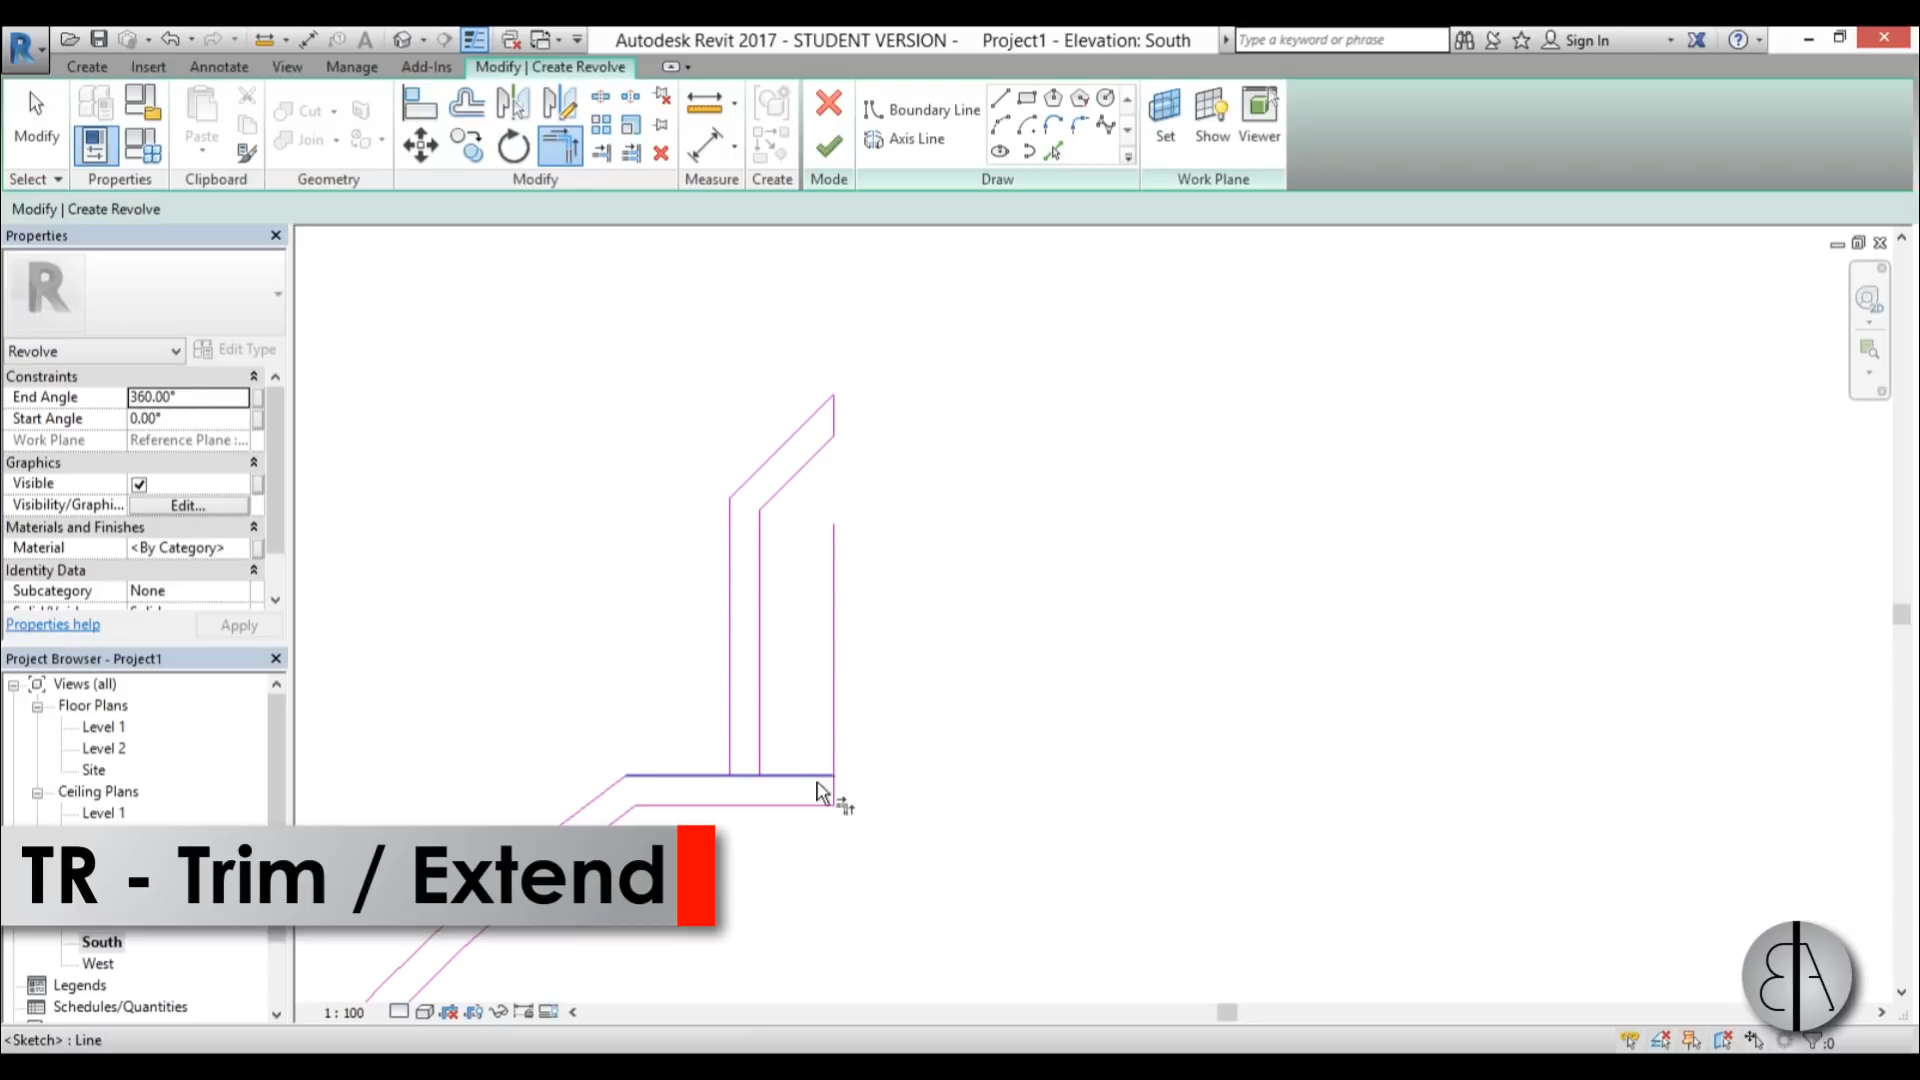 Autodesk Revit 2017 - STUDENT VERSION - Project1 - Elevation: South
Type a keyword or phrase
Sign In
Create Insert Annotate View Manage Add-Ins Modify | Create Revolve
Modify
Paste
Cut
Join
Boundary Line
Axis Line
Set Show Viewer
Select Properties Clipboard Geometry Modify Measure Create Mode Draw Work Plane
Modify | Create Revolve
Properties
R
Revolve
Edit Type
Constraints
End Angle 360.00°
Start Angle 0.00°
Work Plane Reference Plane :...
Graphics
Visible
Visibility/Graphi... Edit...
Materials and Finishes
Material <By Category>
Identity Data
Subcategory None
Properties help
Apply
Project Browser - Project1
Views (all)
Floor Plans
Level 1
Level 2
Site
Ceiling Plans
Level 1
TR - Trim / Extend
South
West
Legends
Schedules/Quantities
1 : 100
<Sketch> : Line
:0
2D